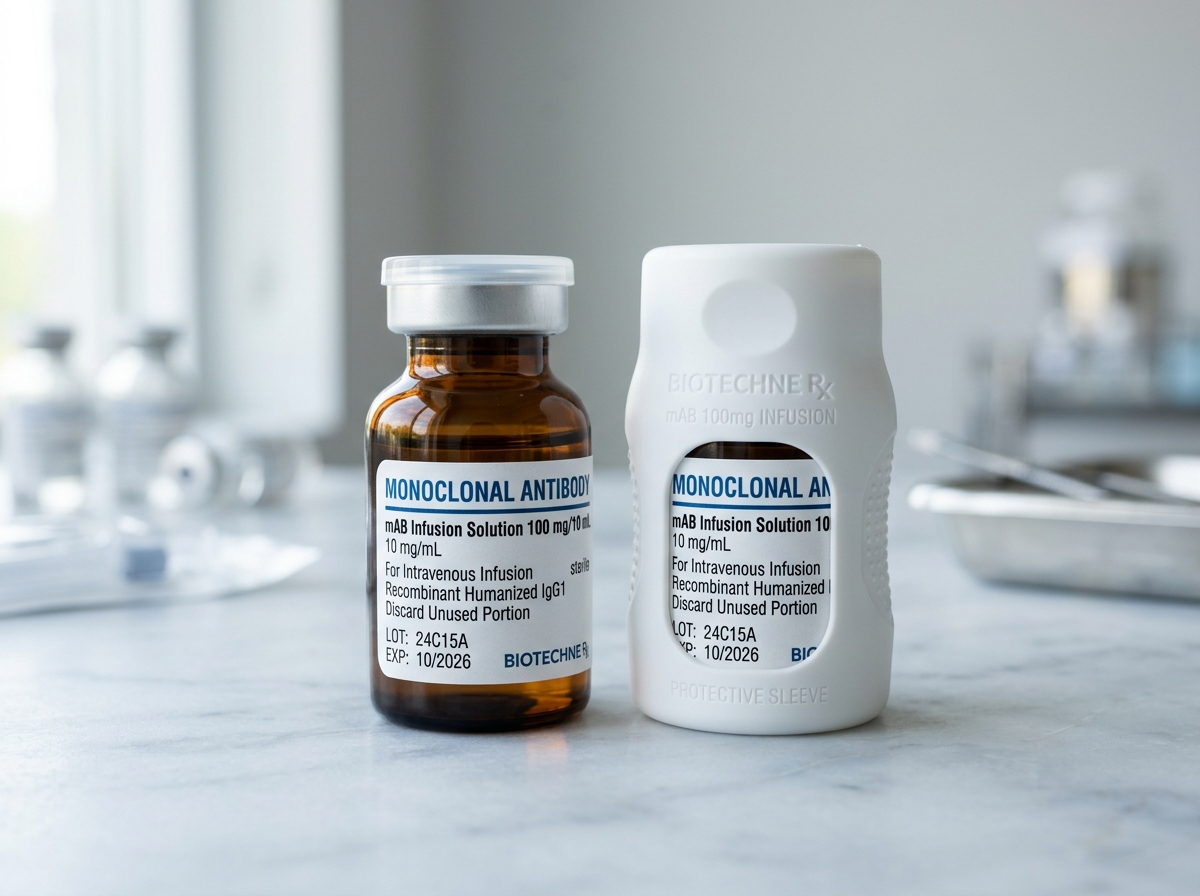 MONOCLONAL ANTIBODY
mAB Infusion Solution 100 mg/10 mL
10 mg/mL
sterile
For Intravenous Infusion
Recombinant Humanized IgG1
Discard Unused Portion
LOT: 24C15A
EXP: 10/2026
BIOTECHNE Rx
BIOTECHNE Rx
mAB 100mg INFUSION
MONOCLONAL AN
mAB Infusion Solution 10
10 mg/mL
For Intravenous Infusion
Recombinant Humanized
Discard Unused Portion
LOT: 24C15A
EXP: 10/2026
BIO
PROTECTIVE SLEEVE